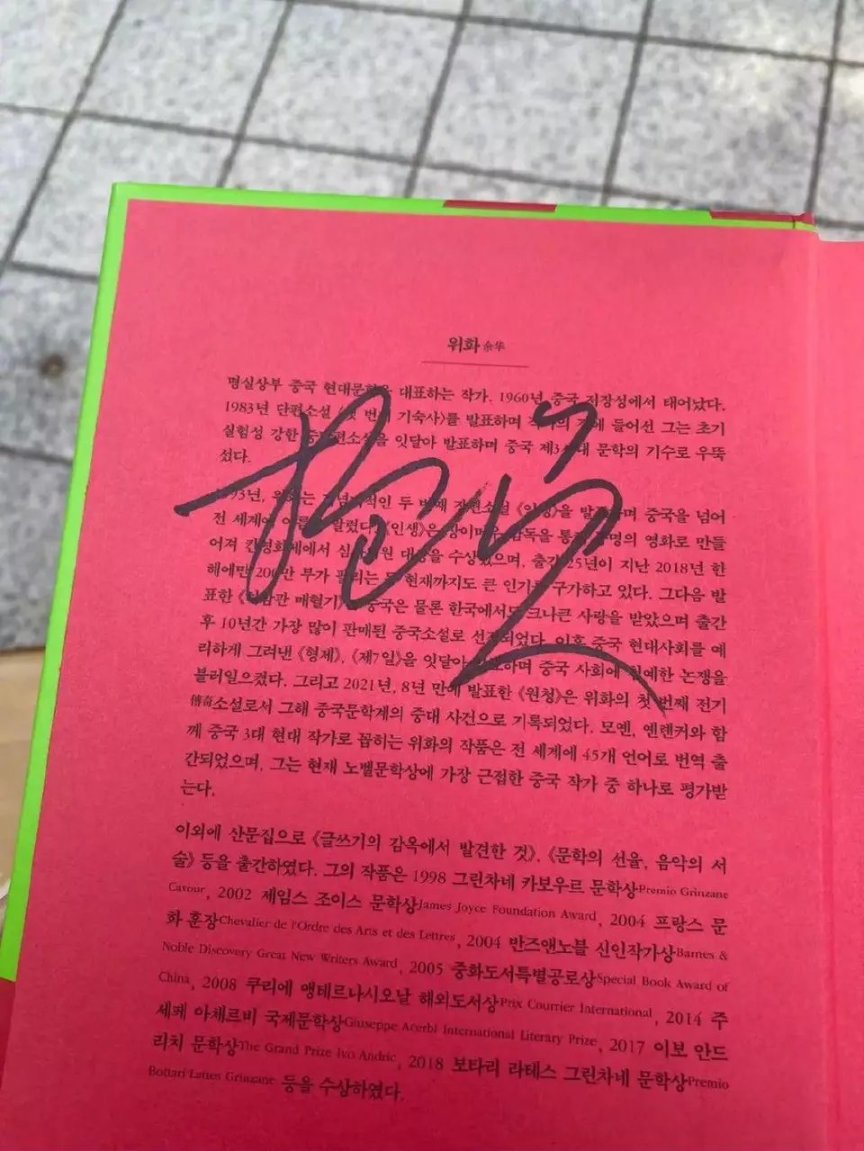 위화 余华
명실상부 중국 현대문학을 대표하는 작가. 1960년 중국 저장성에서 태어났다.
1983년 단편소설 번째 기숙사〉를 발표하며 길에 들어선 그는 초기
실험성 강한 중단편소설을 잇달아 발표하며 중국 제3세대 문학의 기수로 우뚝
섰다.
1993년, 위화는 두 번째 장편소설 《인생》을 발표하며 중국을 넘어
전 세계에 이름을 알렸다. 《인생》은 장이머우 감독을 통해 동명의 영화로 만들
어져 칸영화제에서 심사위원 대상을 수상했으며, 출간 25년이 지난 2018년 한
해에만 200만 부가 팔리는 등 현재까지도 큰 인기를 구가하고 있다. 그다음 발
표한 《허삼관 매혈기》는 중국은 물론 한국에서도 크나큰 사랑을 받았으며 출간
후 10년간 가장 많이 판매된 중국소설로 선정되었다. 이후 중국 현대사회를 예
리하게 그려낸 《형제》, 《제7일》을 잇달아 발표하며 중국 사회에 첨예한 논쟁을
불러일으켰다. 그리고 2021년, 8년 만에 발표한 《원청》은 위화의 첫 번째 전기
傳奇소설로서 그해 중국문학계의 중대 사건으로 기록되었다. 모옌, 옌롄커와 함
께 중국 3대 현대 작가로 꼽히는 위화의 작품은 전 세계에 45개 언어로 번역 출
간되었으며, 그는 현재 노벨문학상에 가장 근접한 중국 작가 중 하나로 평가받
는다.
이외에 산문집으로 《글쓰기의 감옥에서 발견한 것》, 《문학의 선율, 음악의 서
술》 등을 출간하였다. 그의 작품은 1998 그린차네 카보우르 문학상Premio Grinzane
Cavour, 2002 제임스 조이스 문학상James Joyce Foundation Award, 2004 프랑스 문
화 훈장Chevalier de l'Ordre des Arts et des Lettres, 2004 반즈앤노블 신인작가상Barnes &
Noble Discovery Great New Writers Award, 2005 중화도서특별공로상Special Book Award of
China, 2008 쿠리에 앵테르나시오날 해외도서상Prix Courrier International, 2014 주
세페 아체르비 국제문학상Giuseppe Acerbi International Literary Prize, 2017 이보 안드
리치 문학상The Grand Prize Ivo Andric, 2018 보타리 라테스 그린차네 문학상Premio
Bottari Lattes Grinzane 등을 수상하였다.